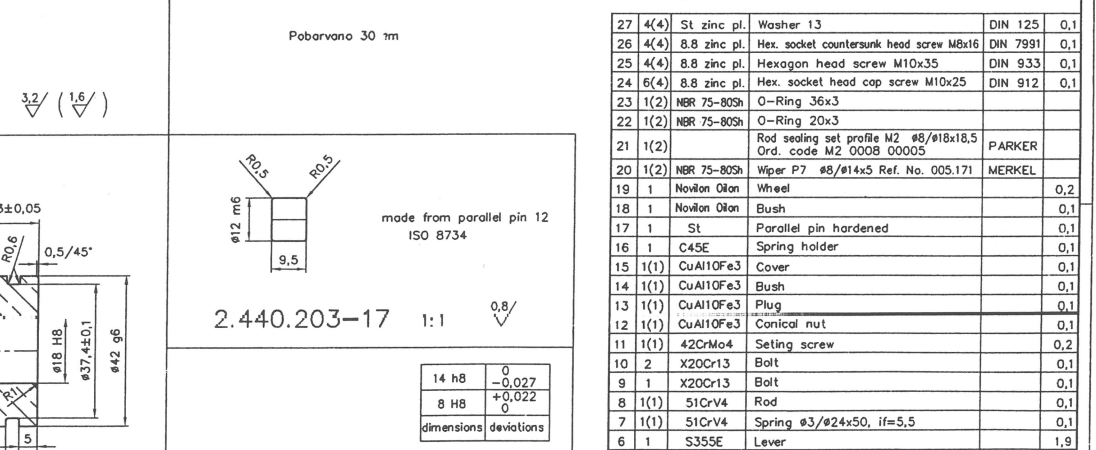 Pobarvano 30 ?m
3,2/ ( 1,6/ )
3±0,05
R0,6
0,5/45°
ø18 H8
ø37,4±0,1
ø42 g6
R1
5
R0,5
R0,5
ø12 m6
9,5
made from parallel pin 12
ISO 8734
2.440.203-17 1:1 0,8/
14 h8 0 -0,027
8 H8 +0,022 0
dimensions deviations
27 4(4) St zinc pl. Washer 13 DIN 125 0,1
26 4(4) 8.8 zinc pl. Hex. socket countersunk head screw M8x16 DIN 7991 0,1
25 4(4) 8.8 zinc pl. Hexagon head screw M10x35 DIN 933 0,1
24 6(4) 8.8 zinc pl. Hex. socket head cap screw M10x25 DIN 912 0,1
23 1(2) NBR 75-80Sh O-Ring 36x3
22 1(2) NBR 75-80Sh O-Ring 20x3
21 1(2) Rod sealing set profile M2 ø8/ø18x18,5
Ord. code M2 0008 00005 PARKER
20 1(2) NBR 75-80Sh Wiper P7 ø8/ø14x5 Ref. No. 005.171 MERKEL
19 1 Novilon Oilon Wheel 0,2
18 1 Novilon Oilon Bush 0,1
17 1 St Parallel pin hardened 0,1
16 1 C45E Spring holder 0,1
15 1(1) CuAl10Fe3 Cover 0,1
14 1(1) CuAl10Fe3 Bush 0,1
13 1(1) CuAl10Fe3 Plug 0,1
12 1(1) CuAl10Fe3 Conical nut 0,1
11 1(1) 42CrMo4 Seting screw 0,2
10 2 X20Cr13 Bolt 0,1
9 1 X20Cr13 Bolt 0,1
8 1(1) 51CrV4 Rod 0,1
7 1(1) 51CrV4 Spring ø3/ø24x50, if=5,5 0,1
6 1 S355E Lever 1,9